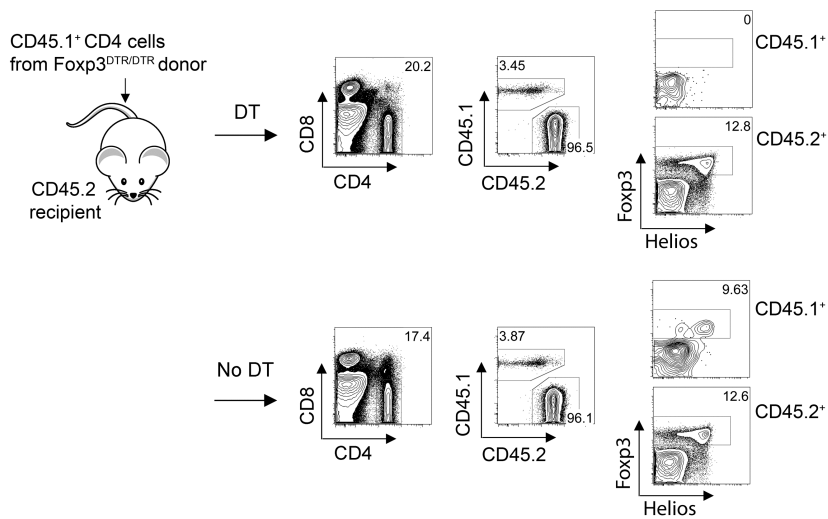 CD45.1⁺ CD4 cells
from Foxp3ᴰᵀᴿ/ᴰᵀᴿ donor
CD45.2
recipient
DT
20.2
CD8
CD4
3.45
96.5
CD45.1
CD45.2
0
CD45.1⁺
12.8
CD45.2⁺
Foxp3
Helios
No DT
17.4
CD8
CD4
3.87
96.1
CD45.1
CD45.2
9.63
CD45.1⁺
12.6
CD45.2⁺
Foxp3
Helios